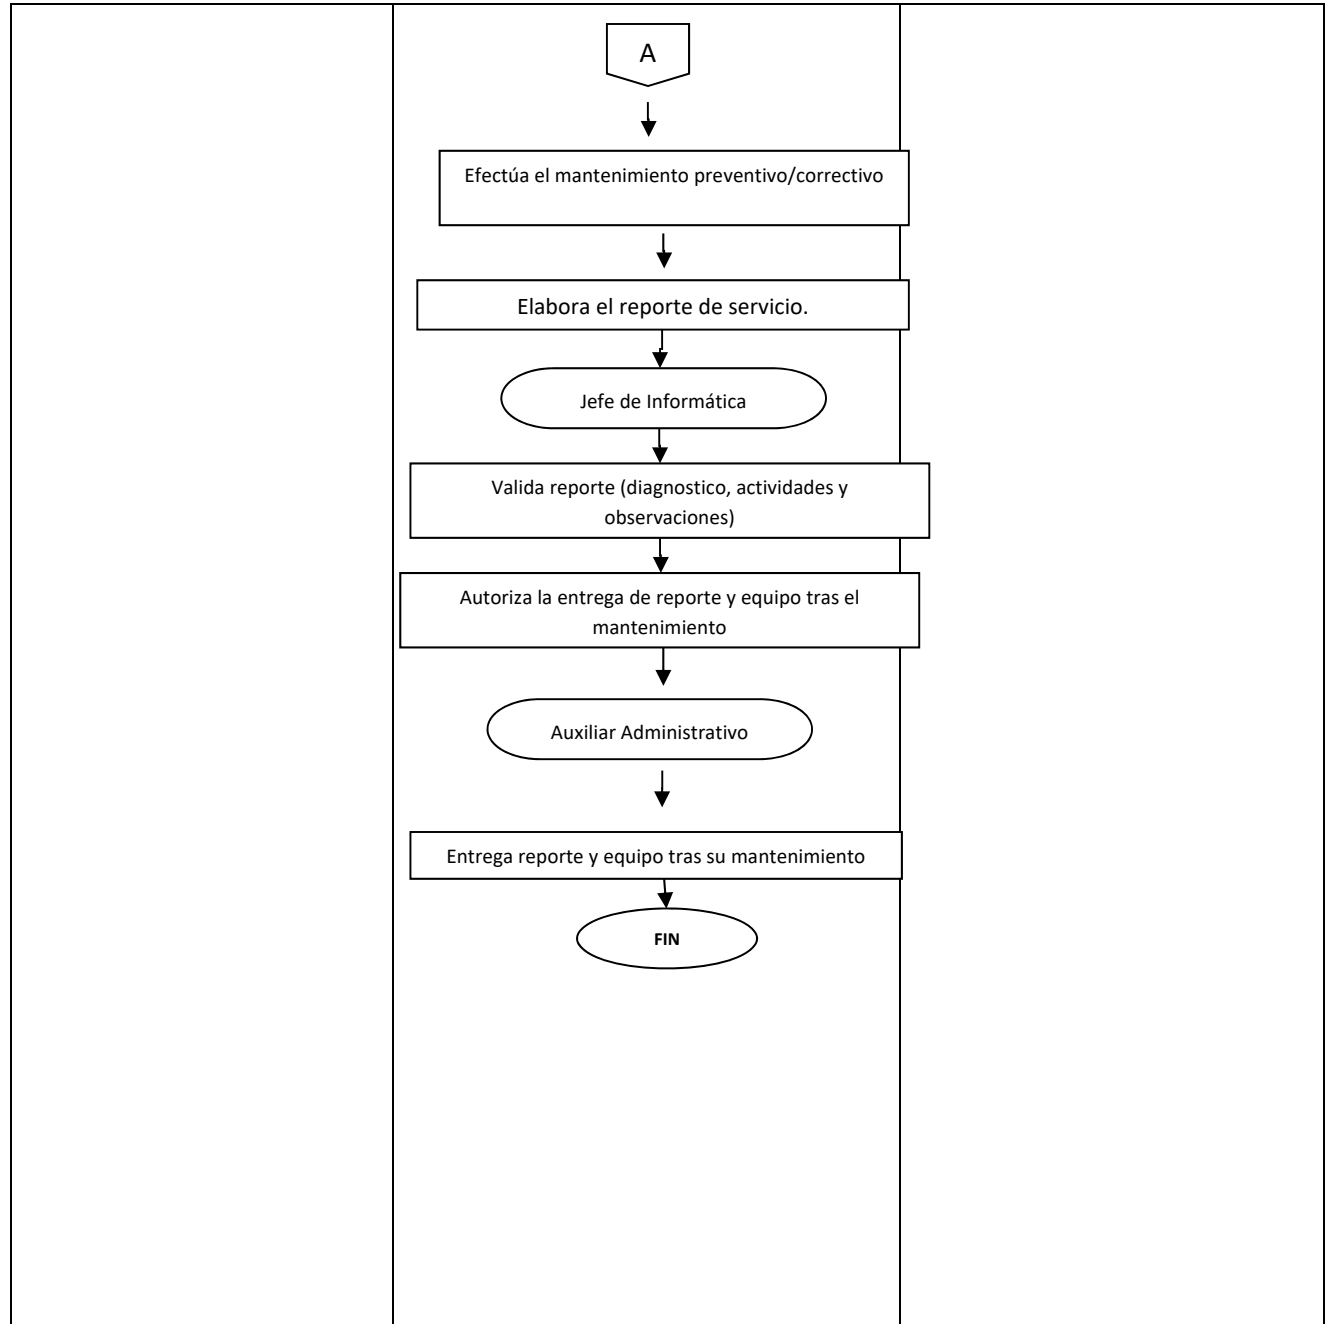 A
Efectúa el mantenimiento preventivo/correctivo
Elabora el reporte de servicio.
Jefe de Informática
Valida reporte (diagnostico, actividades y
observaciones)
Autoriza la entrega de reporte y equipo tras el
mantenimiento
Auxiliar Administrativo
Entrega reporte y equipo tras su mantenimiento
FIN